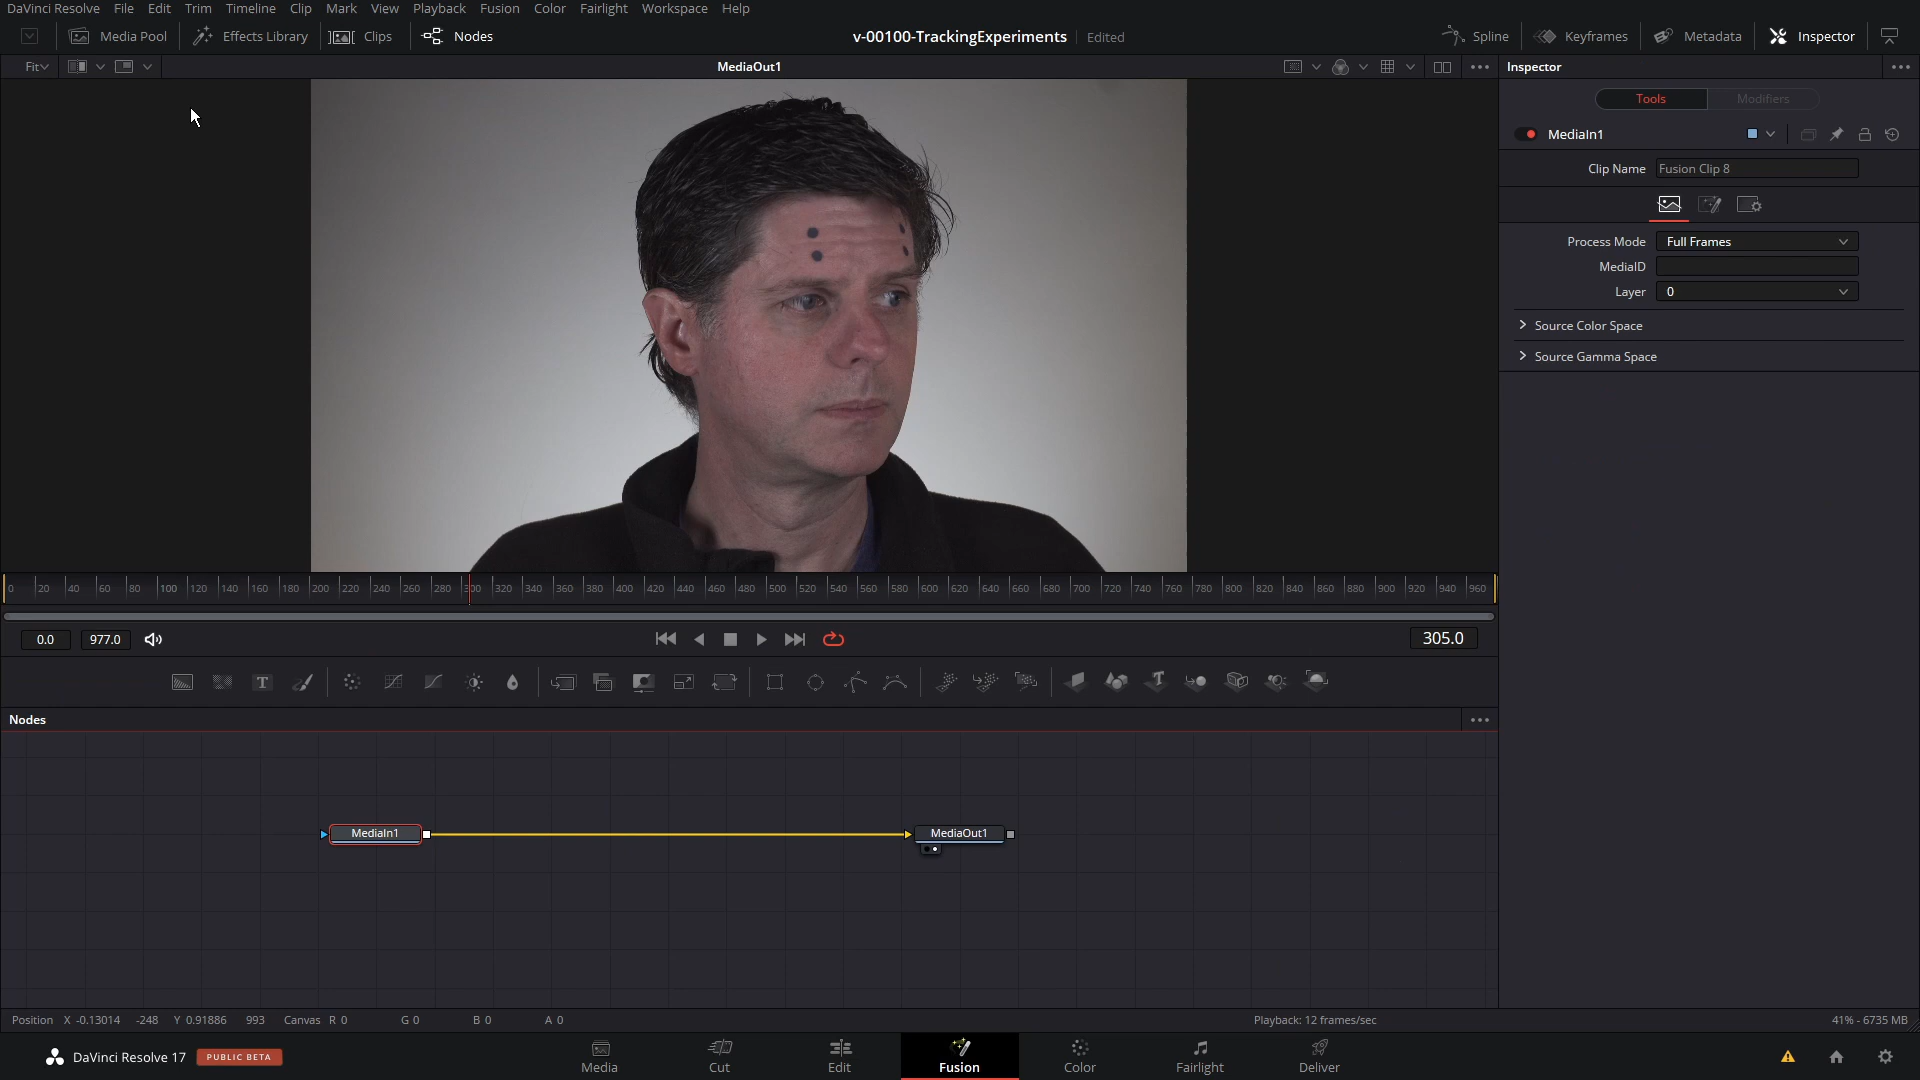 DaVinci Resolve File Edit Trim Timeline Clip Mark View Playback Fusion Color Fairlight Workspace Help
Media Pool Effects Library Clips Nodes v-00100-TrackingExperiments Edited Spline Keyframes Metadata Inspector
Fit MediaOut1 Inspector
Tools Modifiers
MediaIn1
Clip Name Fusion Clip 8
Process Mode Full Frames
MediaID
Layer 0
Source Color Space
Source Gamma Space
0 20 40 60 80 100 120 140 160 180 200 220 240 260 280 300 320 340 360 380 400 420 440 460 480 500 520 540 560 580 600 620 640 660 680 700 720 740 760 780 800 820 840 860 880 900 920 940 960
0.0 977.0 305.0
T T
Nodes
MediaIn1 MediaOut1
Position X -0.13014 -248 Y 0.91886 993 Canvas R 0 G 0 B 0 A 0 Playback: 12 frames/sec 41% - 6735 MB
DaVinci Resolve 17 PUBLIC BETA Media Cut Edit Fusion Color Fairlight Deliver